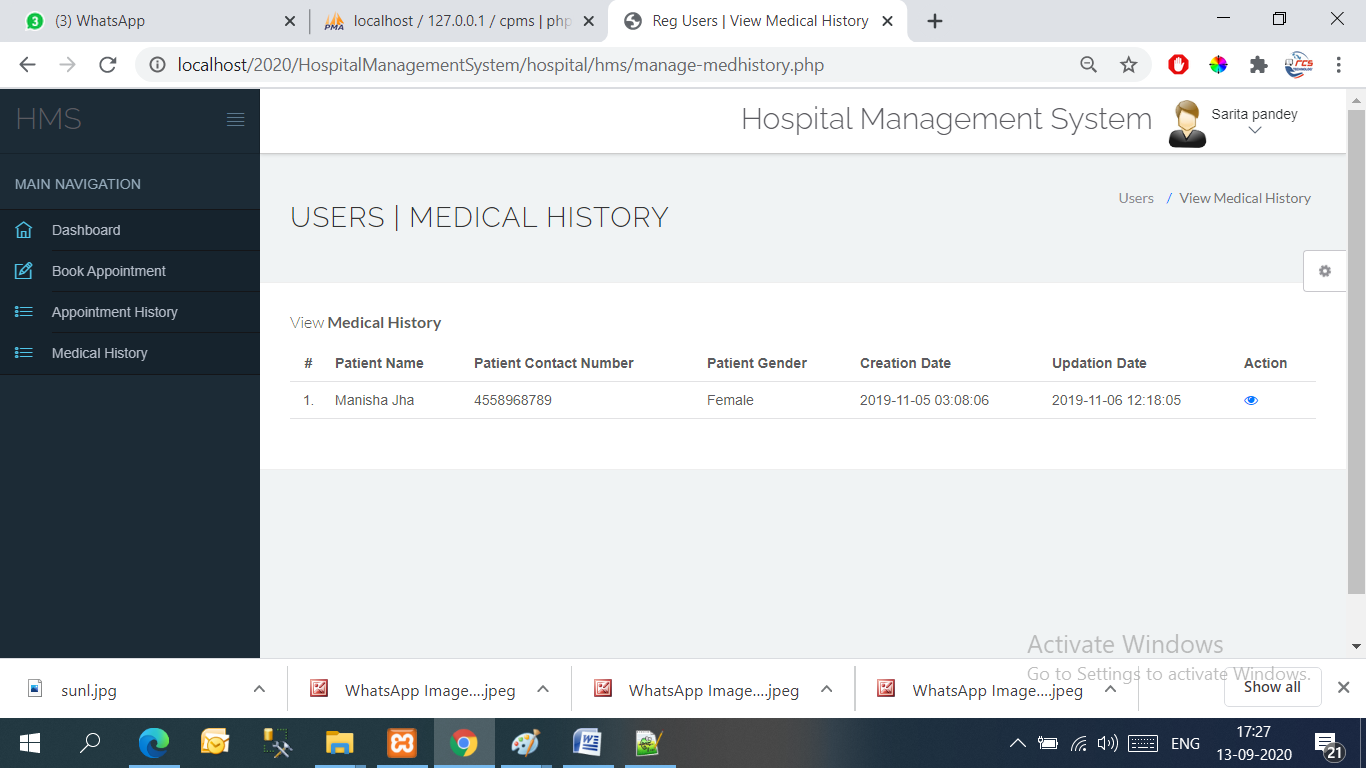 3
(3) WhatsApp
PMA
localhost / 127.0.0.1 / cpms | php
Reg Users | View Medical History
localhost/2020/HospitalManagementSystem/hospital/hms/manage-medhistory.php
HMS
Hospital Management System
Sarita pandey
MAIN NAVIGATION
Dashboard
Book Appointment
Appointment History
Medical History
USERS | MEDICAL HISTORY
Users / View Medical History
View Medical History
# Patient Name Patient Contact Number Patient Gender Creation Date Updation Date Action
1. Manisha Jha 4558968789 Female 2019-11-05 03:08:06 2019-11-06 12:18:05
Activate Windows
Go to Settings to activate Windows.
sunl.jpg
WhatsApp Image....jpeg
WhatsApp Image....jpeg
WhatsApp Image....jpeg
Show all
ENG
17:27
13-09-2020
21